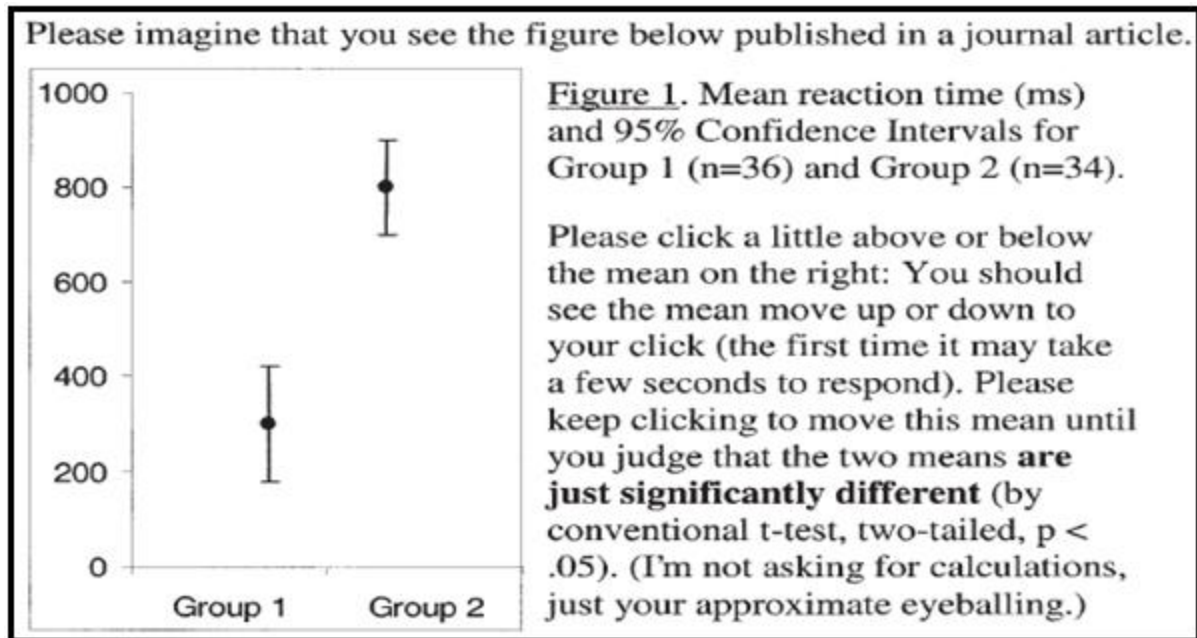 Please imagine that you see the figure below published in a journal article.
1000
800
600
400
200
0
Group 1
Group 2
Figure 1. Mean reaction time (ms)
and 95% Confidence Intervals for
Group 1 (n=36) and Group 2 (n=34).
Please click a little above or below
the mean on the right: You should
see the mean move up or down to
your click (the first time it may take
a few seconds to respond). Please
keep clicking to move this mean until
you judge that the two means are
just significantly different (by
conventional t-test, two-tailed, p <
.05). (I'm not asking for calculations,
just your approximate eyeballing.)